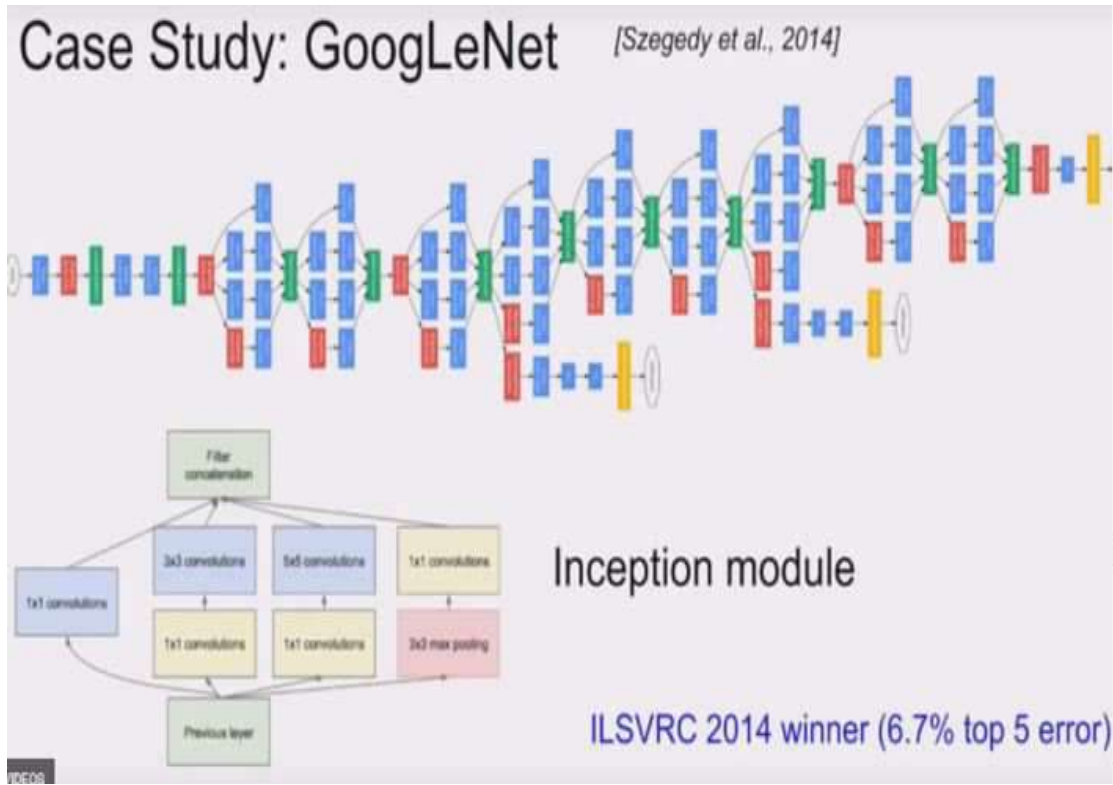 Case Study: GoogLeNet
[Szegedy et al., 2014]
Filter
concatenation
3x3 convolutions
5x5 convolutions
1x1 convolutions
1x1 convolutions
1x1 convolutions
1x1 convolutions
3x3 max pooling
Previous layer
Inception module
ILSVRC 2014 winner (6.7% top 5 error)
VIDEOS